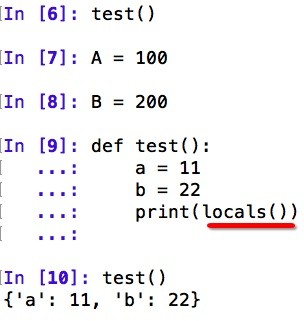 In [6]: test()
In [7]: A = 100
In [8]: B = 200
In [9]: def test():
   ...:     a = 11
   ...:     b = 22
   ...:     print(locals())
   ...:
In [10]: test()
{'a': 11, 'b': 22}